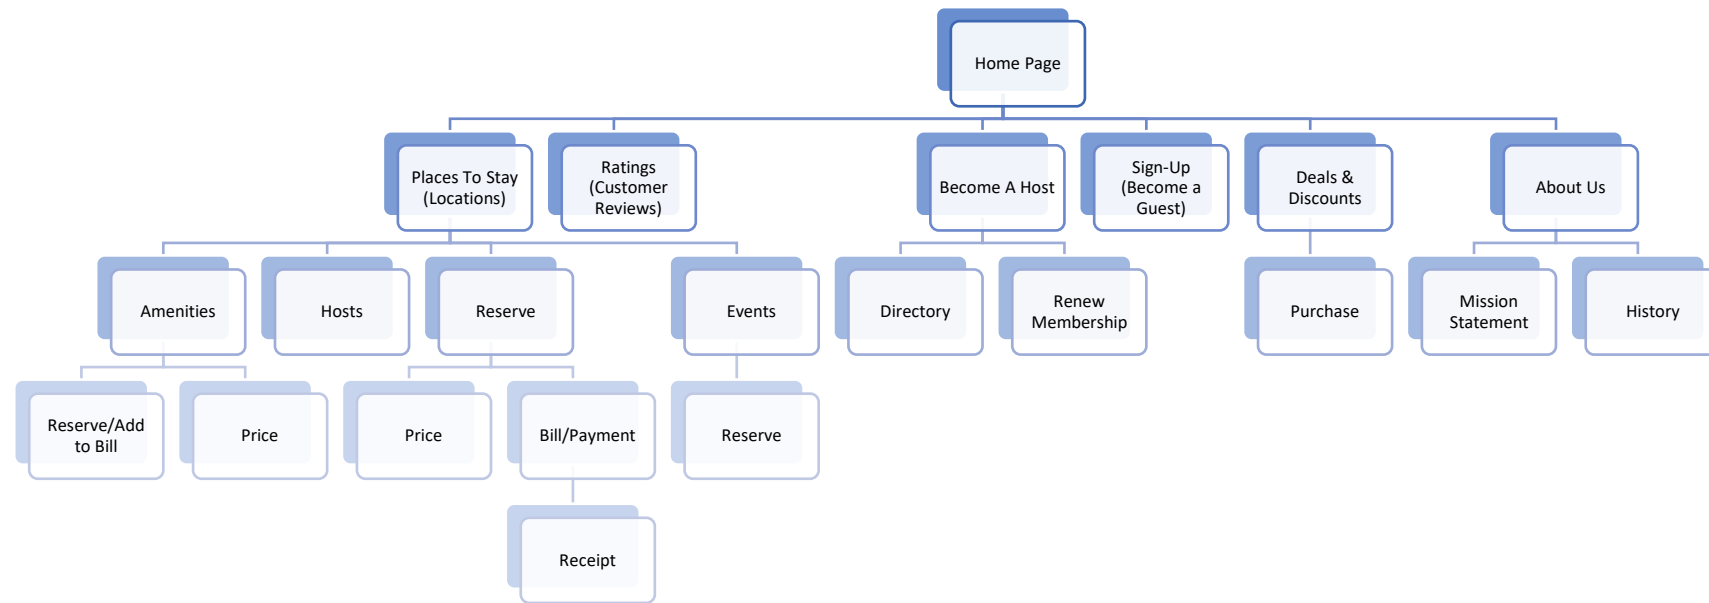 Home Page
Places To Stay
(Locations)
Ratings
(Customer
Reviews)
Become A Host
Sign-Up
(Become a
Guest)
Deals &
Discounts
About Us
Amenities
Hosts
Reserve
Events
Directory
Renew
Membership
Purchase
Mission
Statement
History
Reserve/Add
to Bill
Price
Price
Bill/Payment
Reserve
Receipt